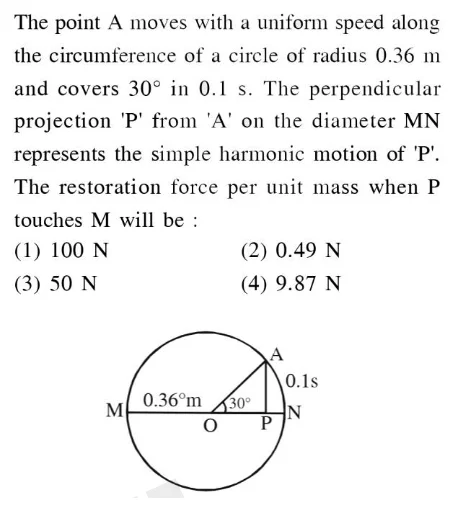 The point A moves with a uniform speed along
the circumference of a circle of radius 0.36 m
and covers 30° in 0.1 s. The perpendicular
projection 'P' from 'A' on the diameter MN
represents the simple harmonic motion of 'P'.
The restoration force per unit mass when P
touches M will be :
(1) 100 N (2) 0.49 N
(3) 50 N (4) 9.87 N
A
0.1s
M 0.36°m 30° N
O P